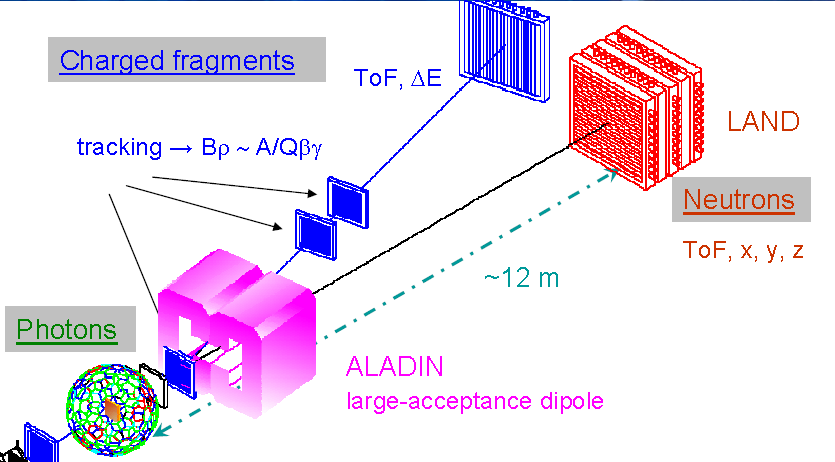 Charged fragments
ToF, ΔE
LAND
tracking → Bρ ~ A/Qβγ
Neutrons
ToF, x, y, z
~12 m
Photons
ALADIN
large-acceptance dipole